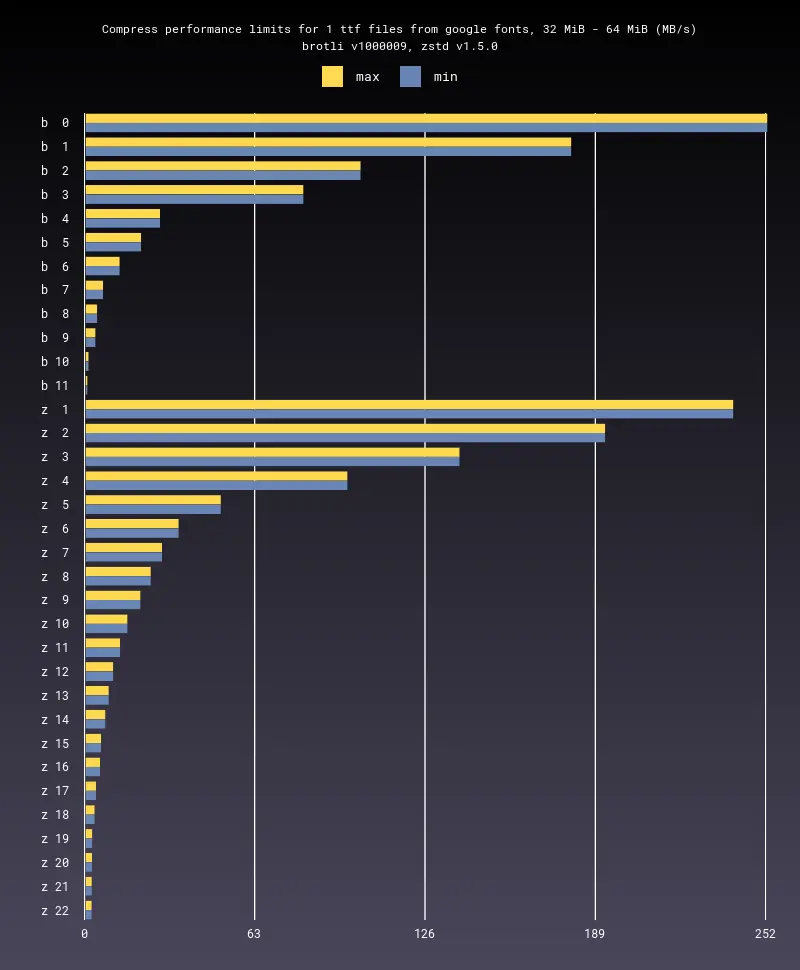 Compress performance limits for 1 ttf files from google fonts, 32 MiB - 64 MiB (MB/s)
brotli v1000009, zstd v1.5.0
max min
b 0
b 1
b 2
b 3
b 4
b 5
b 6
b 7
b 8
b 9
b 10
b 11
z 1
z 2
z 3
z 4
z 5
z 6
z 7
z 8
z 9
z 10
z 11
z 12
z 13
z 14
z 15
z 16
z 17
z 18
z 19
z 20
z 21
z 22
0 63 126 189 252